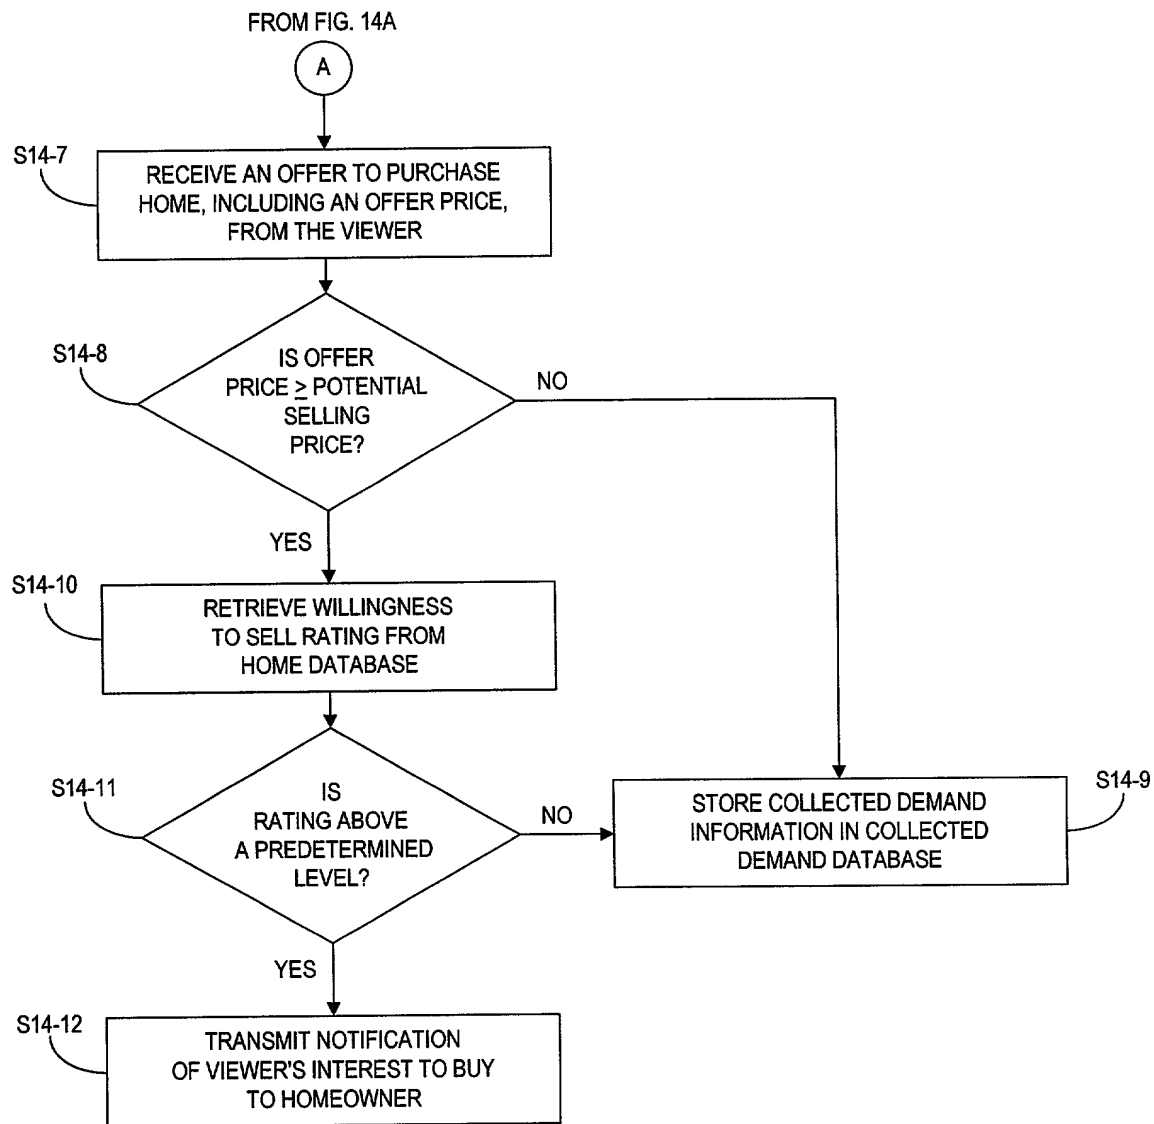 FROM FIG. 14A
A
S14-7
RECEIVE AN OFFER TO PURCHASE
HOME, INCLUDING AN OFFER PRICE,
FROM THE VIEWER
S14-8
IS OFFER
PRICE ≥ POTENTIAL
SELLING
PRICE?
NO
YES
S14-10
RETRIEVE WILLINGNESS
TO SELL RATING FROM
HOME DATABASE
S14-11
IS
RATING ABOVE
A PREDETERMINED
LEVEL?
NO
S14-9
STORE COLLECTED DEMAND
INFORMATION IN COLLECTED
DEMAND DATABASE
YES
S14-12
TRANSMIT NOTIFICATION
OF VIEWER'S INTEREST TO BUY
TO HOMEOWNER